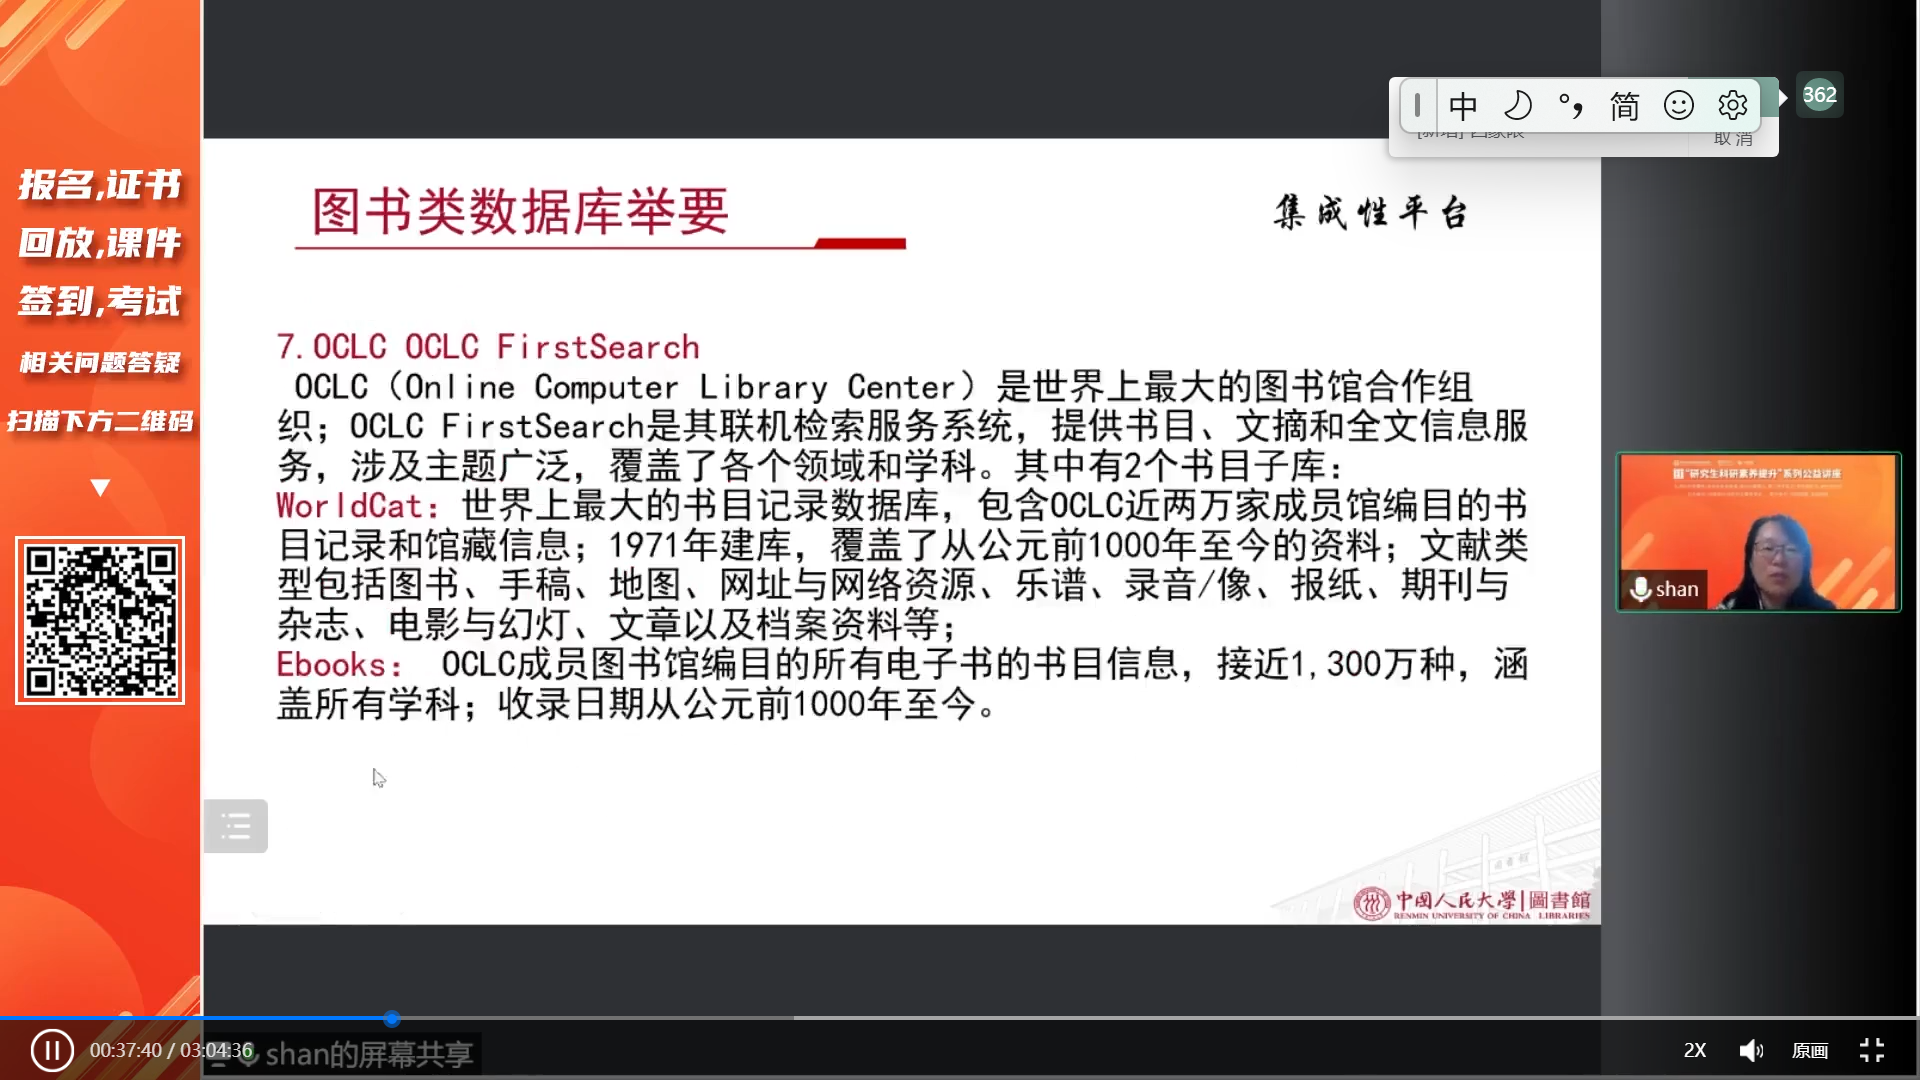 报名,证书
回放,课件
签到,考试
相关问题答疑
扫描下方二维码
中 简
取消
362
图书类数据库举要
集成性平台
7.OCLC OCLC FirstSearch
OCLC（Online Computer Library Center）是世界上最大的图书馆合作组
织；OCLC FirstSearch是其联机检索服务系统，提供书目、文摘和全文信息服
务，涉及主题广泛，覆盖了各个领域和学科。其中有2个书目子库：
WorldCat：世界上最大的书目记录数据库，包含OCLC近两万家成员馆编目的书
目记录和馆藏信息；1971年建库，覆盖了从公元前1000年至今的资料；文献类
型包括图书、手稿、地图、网址与网络资源、乐谱、录音/像、报纸、期刊与
杂志、电影与幻灯、文章以及档案资料等；
Ebooks： OCLC成员图书馆编目的所有电子书的书目信息，接近1,300万种，涵
盖所有学科；收录日期从公元前1000年至今。
"研究生科研素养提升"系列公益讲座
shan
中国人民大学 圖書館
RENMIN UNIVERSITY OF CHINA LIBRARIES
00:37:40 / 03:04:36
shan的屏幕共享
2X
原画